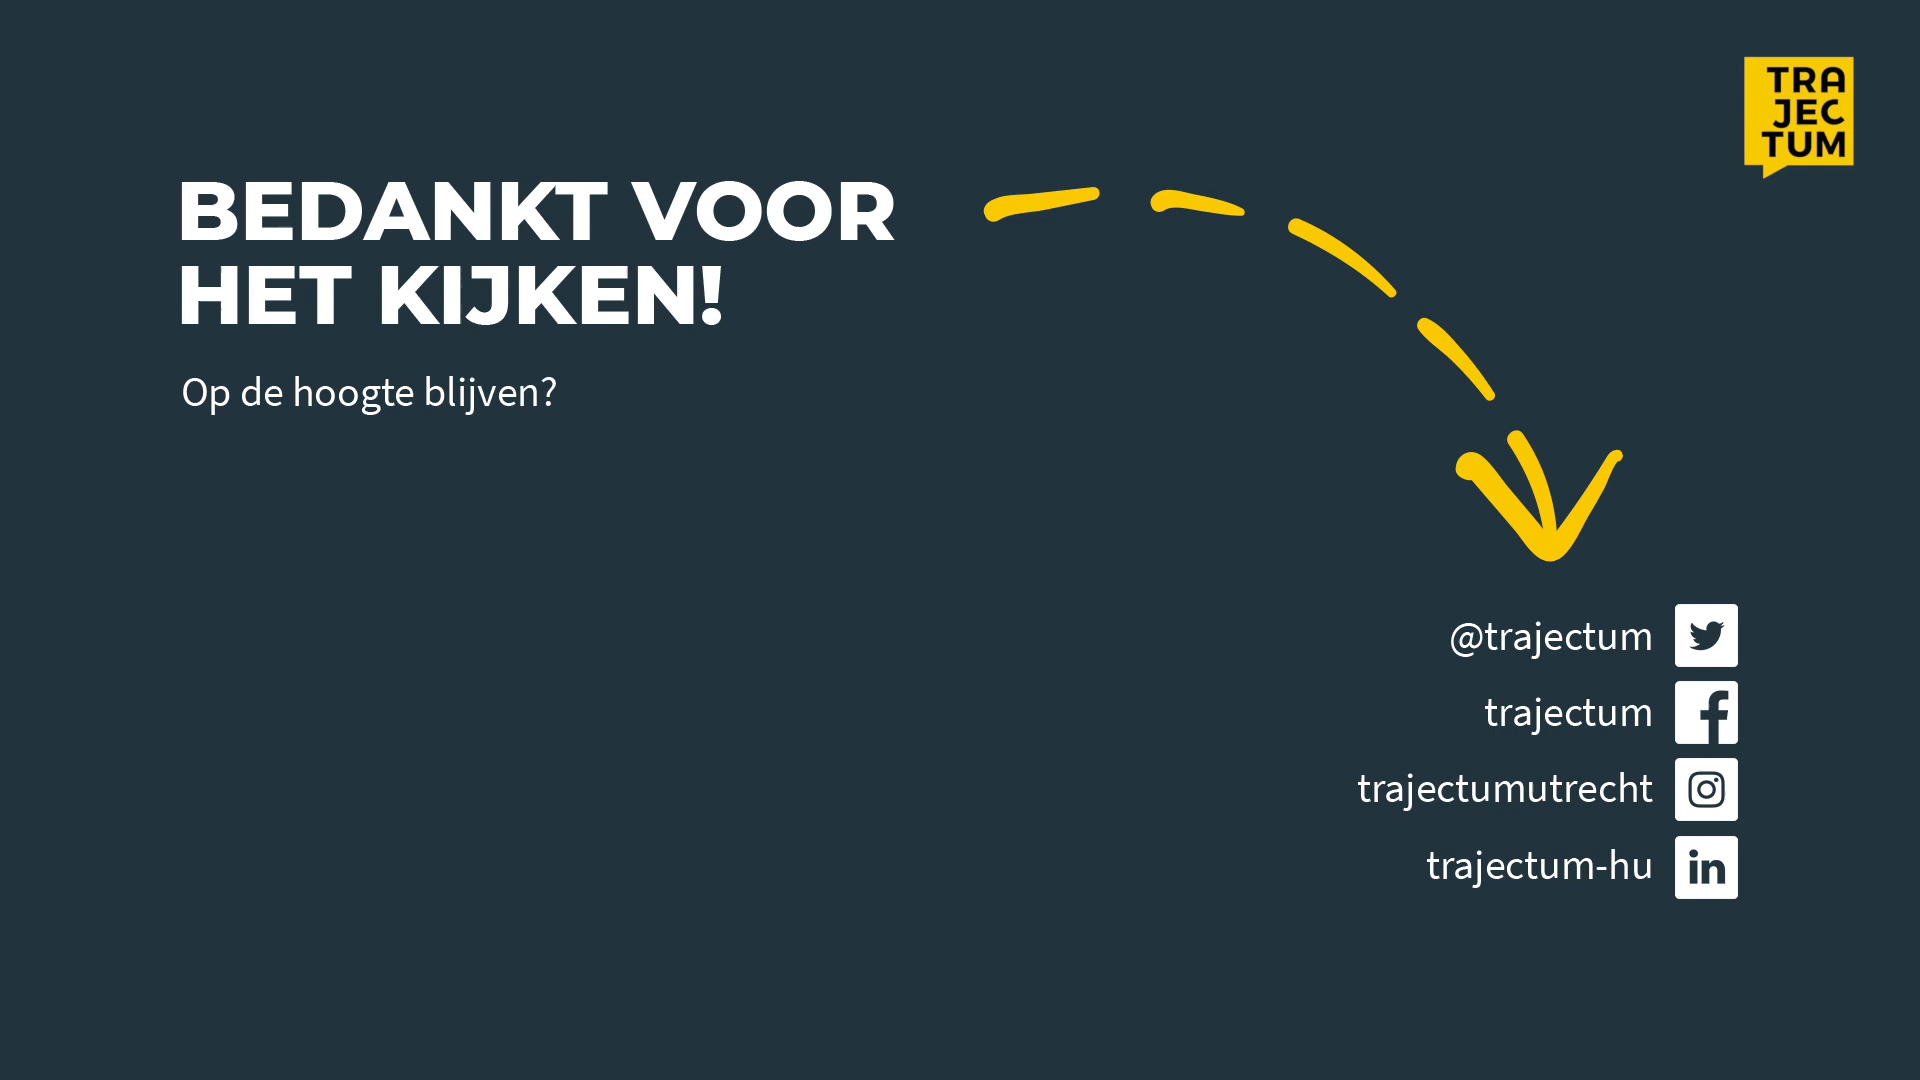 TRA
JEC
TUM
BEDANKT VOOR
HET KIJKEN!
Op de hoogte blijven?
@trajectum
trajectum
trajectumutrecht
trajectum-hu